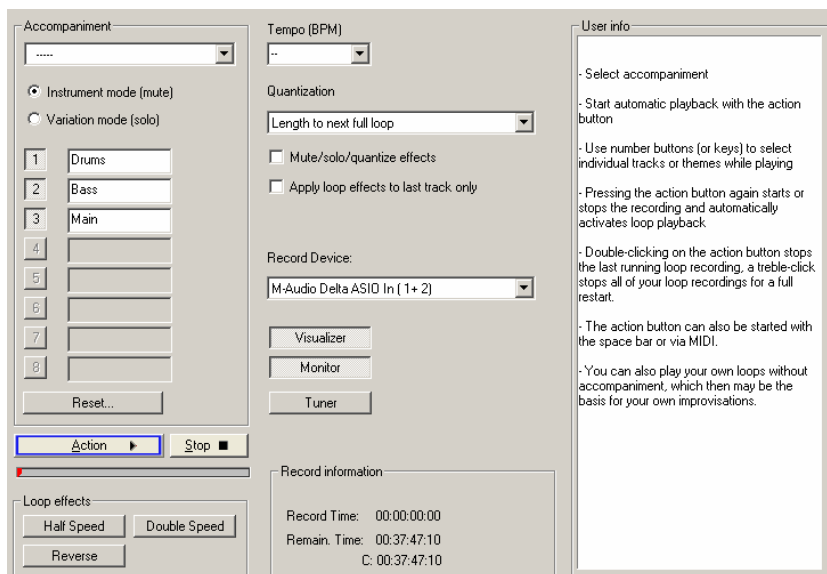 Accompaniment
-----
Instrument mode (mute)
Variation mode (solo)
1 Drums
2 Bass
3 Main
4
5
6
7
8
Reset...
Action
Stop
Loop effects
Half Speed Double Speed
Reverse
Tempo (BPM)
--
Quantization
Length to next full loop
Mute/solo/quantize effects
Apply loop effects to last track only
Record Device:
M-Audio Delta ASIO In ( 1+ 2)
Visualizer
Monitor
Tuner
Record information
Record Time: 00:00:00:00
Remain. Time: 00:37:47:10
C: 00:37:47:10
User info
- Select accompaniment
- Start automatic playback with the action
button
- Use number buttons (or keys) to select
individual tracks or themes while playing
- Pressing the action button again starts or
stops the recording and automatically
activates loop playback
- Double-clicking on the action button stops
the last running loop recording, a treble-click
stops all of your loop recordings for a full
restart.
- The action button can also be started with
the space bar or via MIDI.
- You can also play your own loops without
accompaniment, which then may be the
basis for your own improvisations.